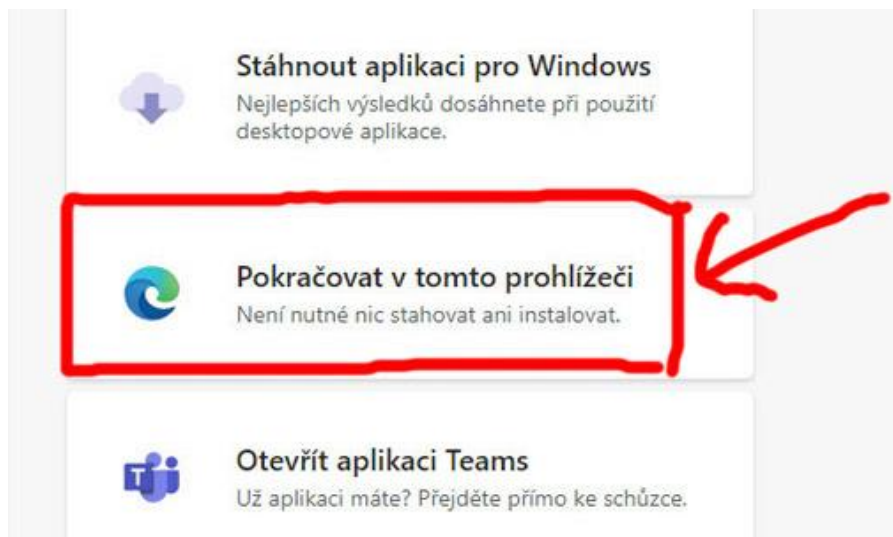 Stáhnout aplikaci pro Windows
Nejlepších výsledků dosáhnete při použití
desktopové aplikace.
Pokračovat v tomto prohlížeči
Není nutné nic stahovat ani instalovat.
Otevřít aplikaci Teams
Už aplikaci máte? Přejděte přímo ke schůzce.